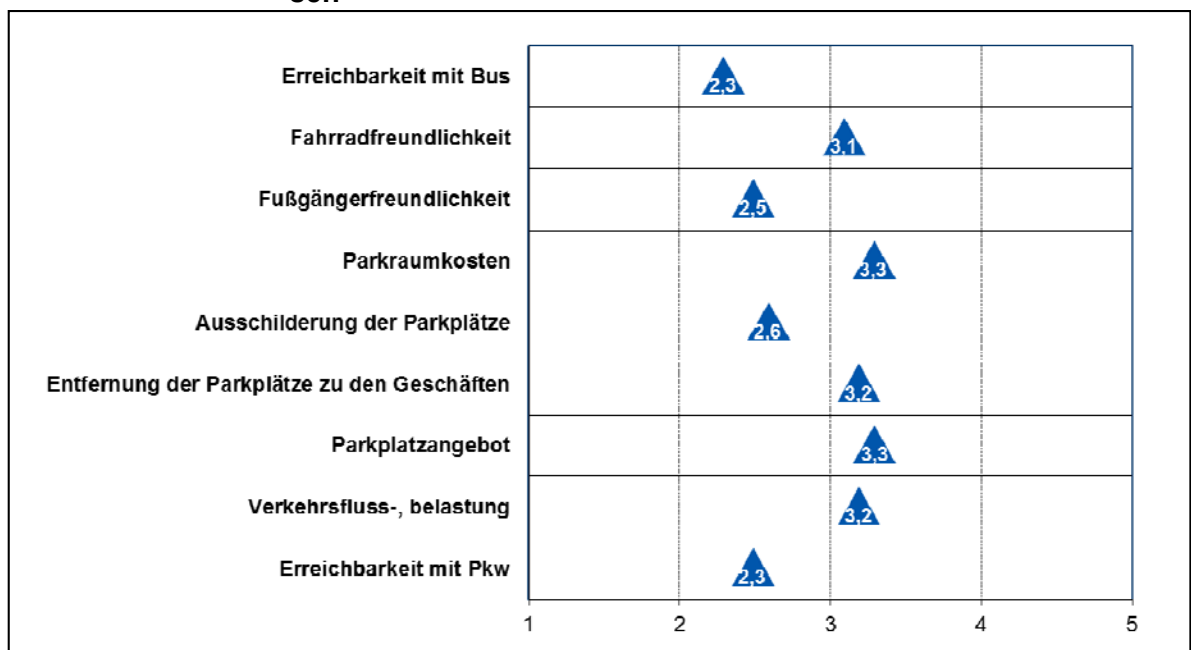 Erreichbarkeit mit Bus 2,3
Fahrradfreundlichkeit 3,1
Fußgängerfreundlichkeit 2,5
Parkraumkosten 3,3
Ausschilderung der Parkplätze 2,6
Entfernung der Parkplätze zu den Geschäften 3,2
Parkplatzangebot 3,3
Verkehrsfluss-, belastung 3,2
Erreichbarkeit mit Pkw 2,3
1 2 3 4 5